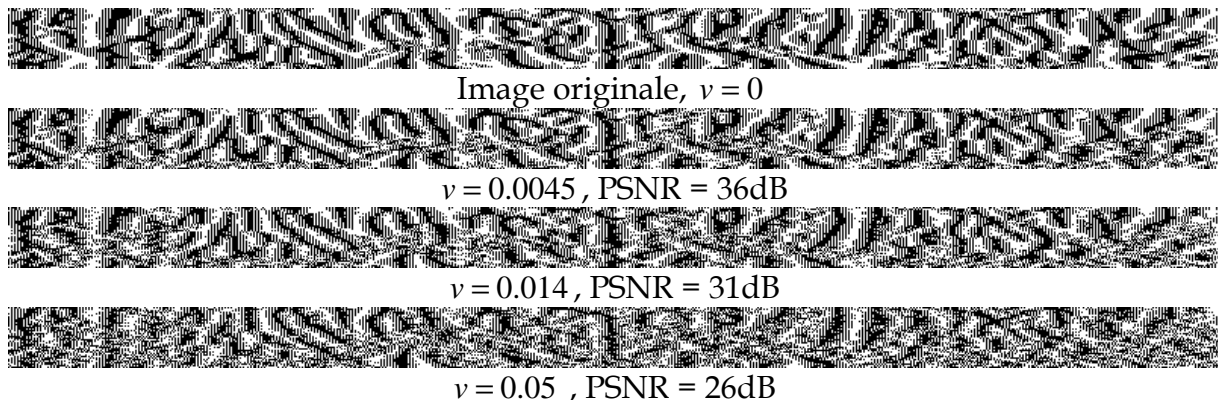 Image originale, v = 0
v = 0.0045, PSNR = 36dB
v = 0.014, PSNR = 31dB
v = 0.05 , PSNR = 26dB